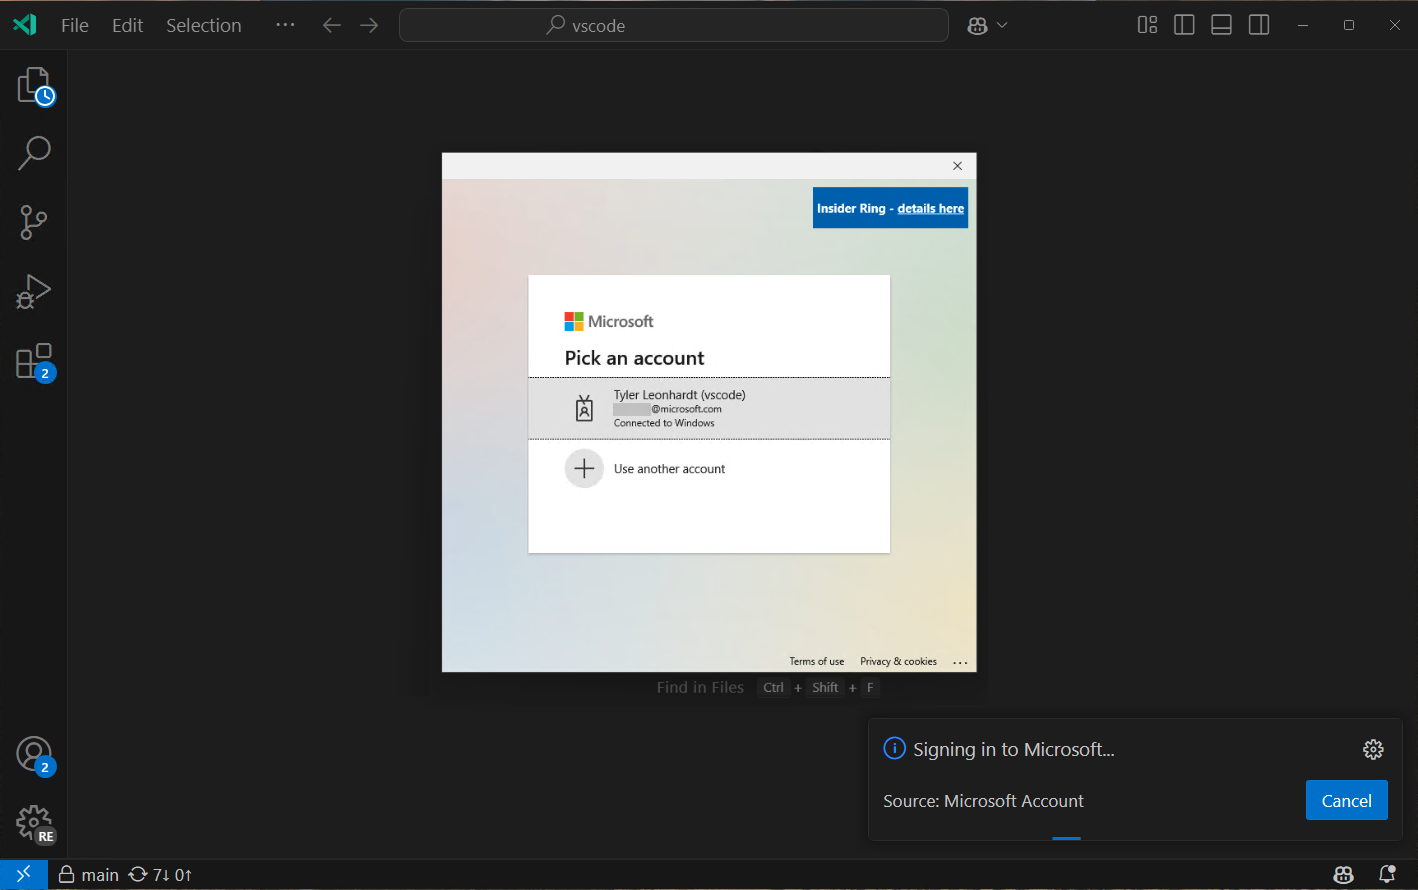 File Edit Selection ···
vscode
Insider Ring - details here
Microsoft
Pick an account
Tyler Leonhardt (vscode)
@microsoft.com
Connected to Windows
Use another account
Terms of use Privacy & cookies ...
Find in Files Ctrl + Shift + F
2
Signing in to Microsoft...
Source: Microsoft Account
Cancel
2
RE
main 7↓ 0↑